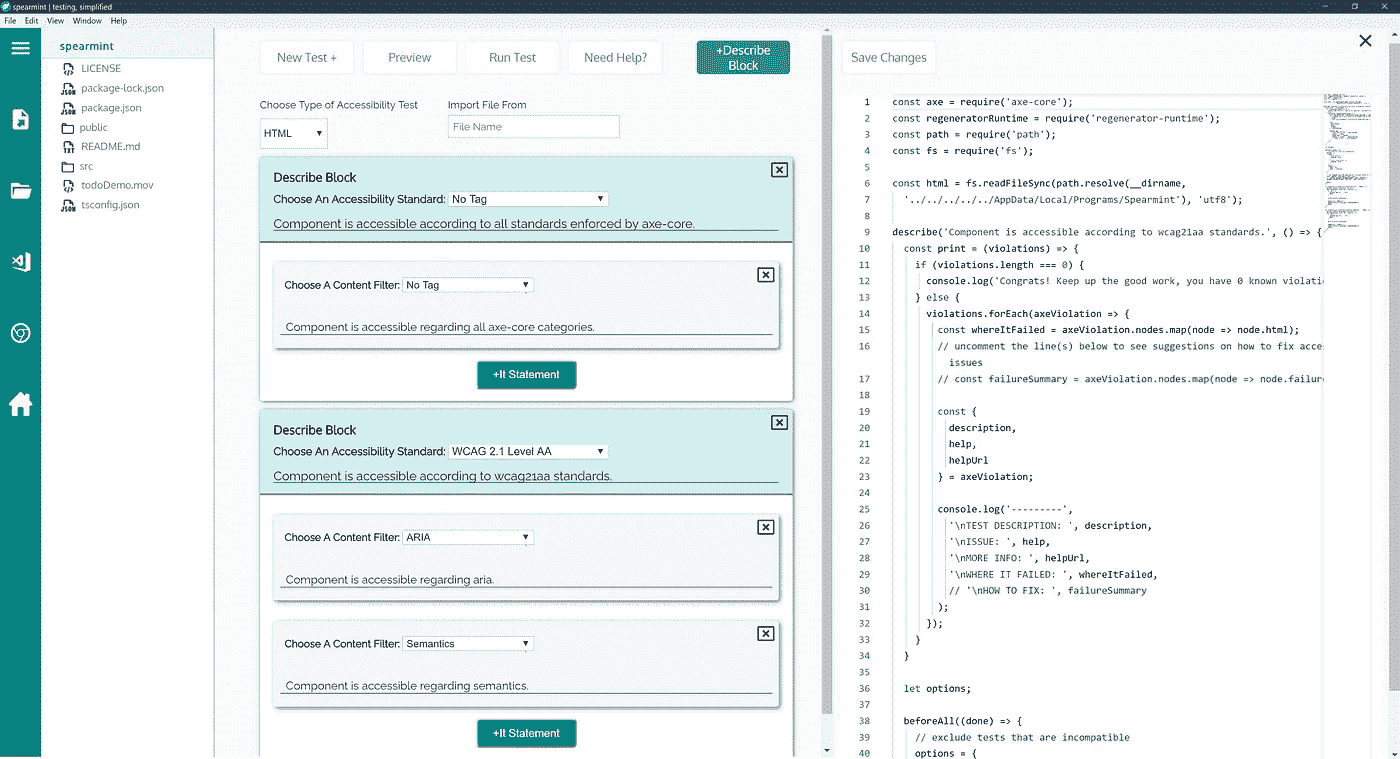 spearmint | testing, simplified
File Edit View Window Help
spearmint
LICENSE
package-lock.json
package.json
public
README.md
src
todoDemo.mov
tsconfig.json
New Test +
Preview
Run Test
Need Help?
+Describe
Block
Choose Type of Accessibility Test
Import File From
HTML
File Name
Describe Block
Choose An Accessibility Standard: No Tag
Component is accessible according to all standards enforced by axe-core.
Choose A Content Filter: No Tag
Component is accessible regarding all axe-core categories.
+It Statement
Describe Block
Choose An Accessibility Standard: WCAG 2.1 Level AA
Component is accessible according to wcag21aa standards.
Choose A Content Filter: ARIA
Component is accessible regarding aria.
Choose A Content Filter: Semantics
Component is accessible regarding semantics.
+It Statement
Save Changes
1 const axe = require('axe-core');
2 const regeneratorRuntime = require('regenerator-runtime');
3 const path = require('path');
4 const fs = require('fs');
5
6 const html = fs.readFileSync(path.resolve(__dirname,
7 '../../../../../AppData/Local/Programs/Spearmint'), 'utf8');
8
9 describe('Component is accessible according to wcag21aa standards.', () => {
10 const print = (violations) => {
11 if (violations.length === 0) {
12 console.log('Congrats! Keep up the good work, you have 0 known violatio
13 } else {
14 violations.forEach(axeViolation => {
15 const whereItFailed = axeViolation.nodes.map(node => node.html);
16 // uncomment the line(s) below to see suggestions on how to fix acce
issues
17 // const failureSummary = axeViolation.nodes.map(node => node.failur
18
19 const {
20 description,
21 help,
22 helpUrl
23 } = axeViolation;
24
25 console.log('---------',
26 '\nTEST DESCRIPTION: ', description,
27 '\nISSUE: ', help,
28 '\nMORE INFO: ', helpUrl,
29 '\nWHERE IT FAILED: ', whereItFailed,
30 // '\nHOW TO FIX: ', failureSummary
31 );
32 });
33 }
34 }
35
36 let options;
37
38 beforeAll((done) => {
39 // exclude tests that are incompatible
40 options = {